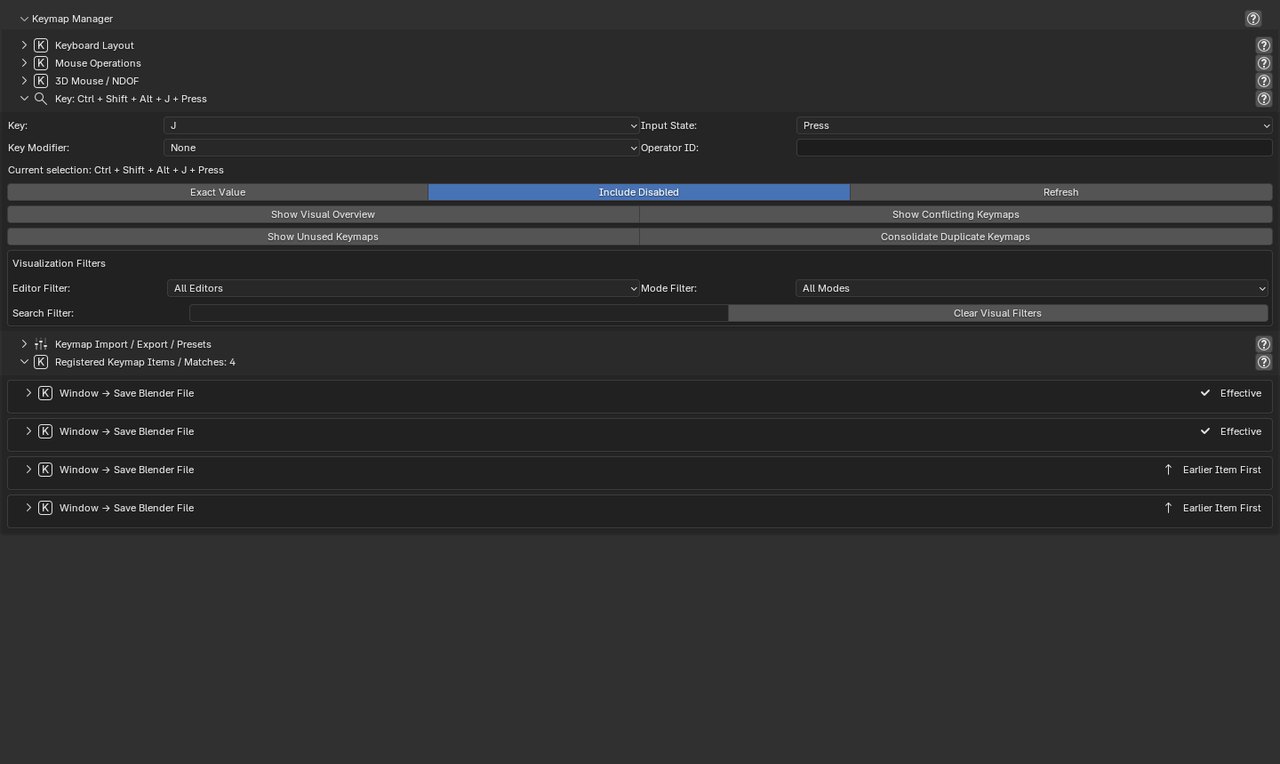 Keymap Manager
?
K Keyboard Layout ?
K Mouse Operations ?
K 3D Mouse / NDOF ?
Key: Ctrl + Shift + Alt + J + Press ?
Key: J Input State: Press
Key Modifier: None Operator ID:
Current selection: Ctrl + Shift + Alt + J + Press
Exact Value Include Disabled Refresh
Show Visual Overview Show Conflicting Keymaps
Show Unused Keymaps Consolidate Duplicate Keymaps
Visualization Filters
Editor Filter: All Editors Mode Filter: All Modes
Search Filter: Clear Visual Filters
Keymap Import / Export / Presets ?
K Registered Keymap Items / Matches: 4 ?
K Window → Save Blender File ✓ Effective
K Window → Save Blender File ✓ Effective
K Window → Save Blender File ↑ Earlier Item First
K Window → Save Blender File ↑ Earlier Item First